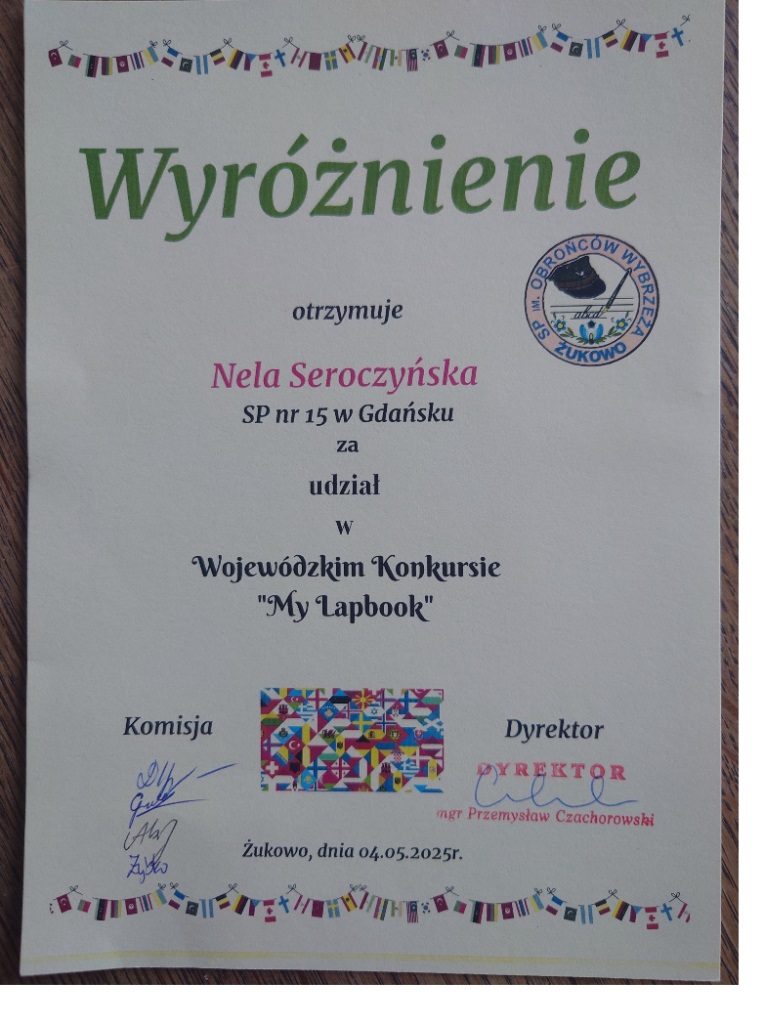 Wyróżnienie
SP IM. OBROŃCÓW WYBRZEŻA
abcd
ŻUKOWO
otrzymuje
Nela Seroczyńska
SP nr 15 w Gdańsku
za
udział
w
Wojewódzkim Konkursie
"My Lapbook"
Komisja
Dyrektor
DYREKTOR
mgr Przemysław Czachorowski
Żukowo, dnia 04.05.2025r.